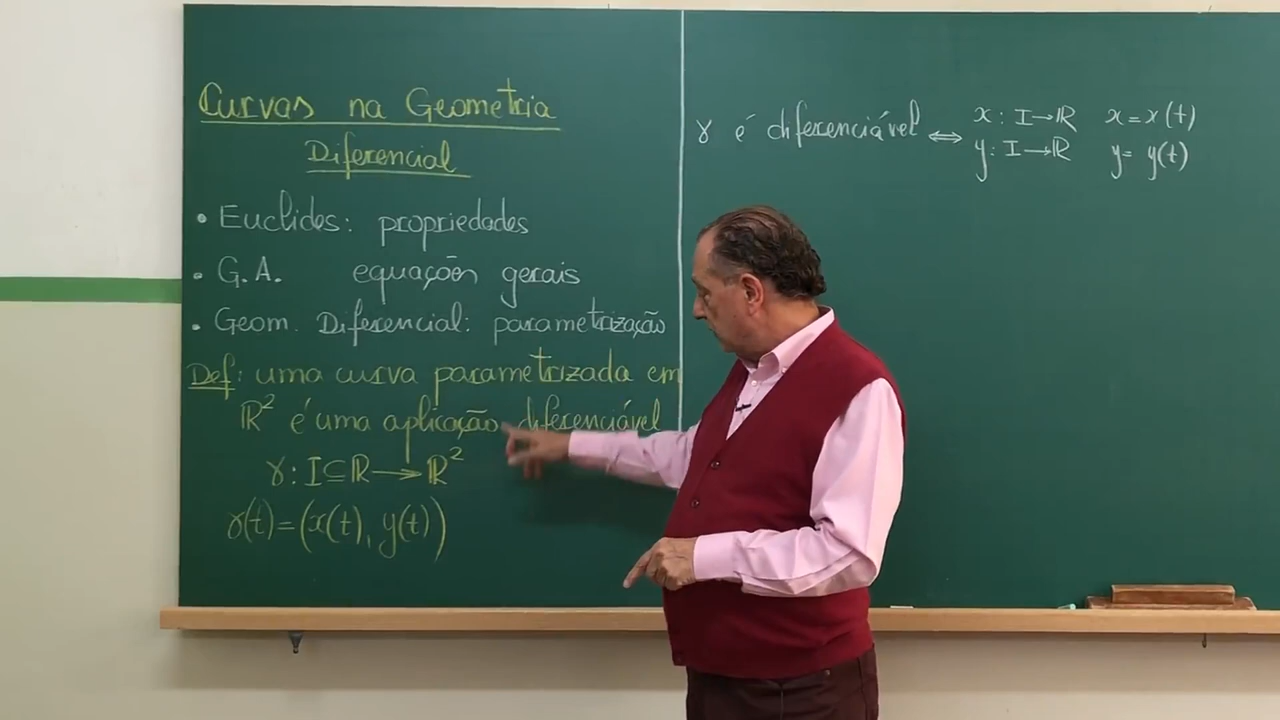 Curvas na Geometria
Diferencial
• Euclides: propriedades
• G.A. equações gerais
• Geom. Diferencial: parametrização
Def: uma curva parametrizada em
ℝ² é uma aplicação diferenciável
γ: I⊆ℝ → ℝ²
γ(t)=(x(t), y(t))
γ é diferenciável ⟷ x: I→ℝ x=x(t)
y: I→ℝ y= y(t)